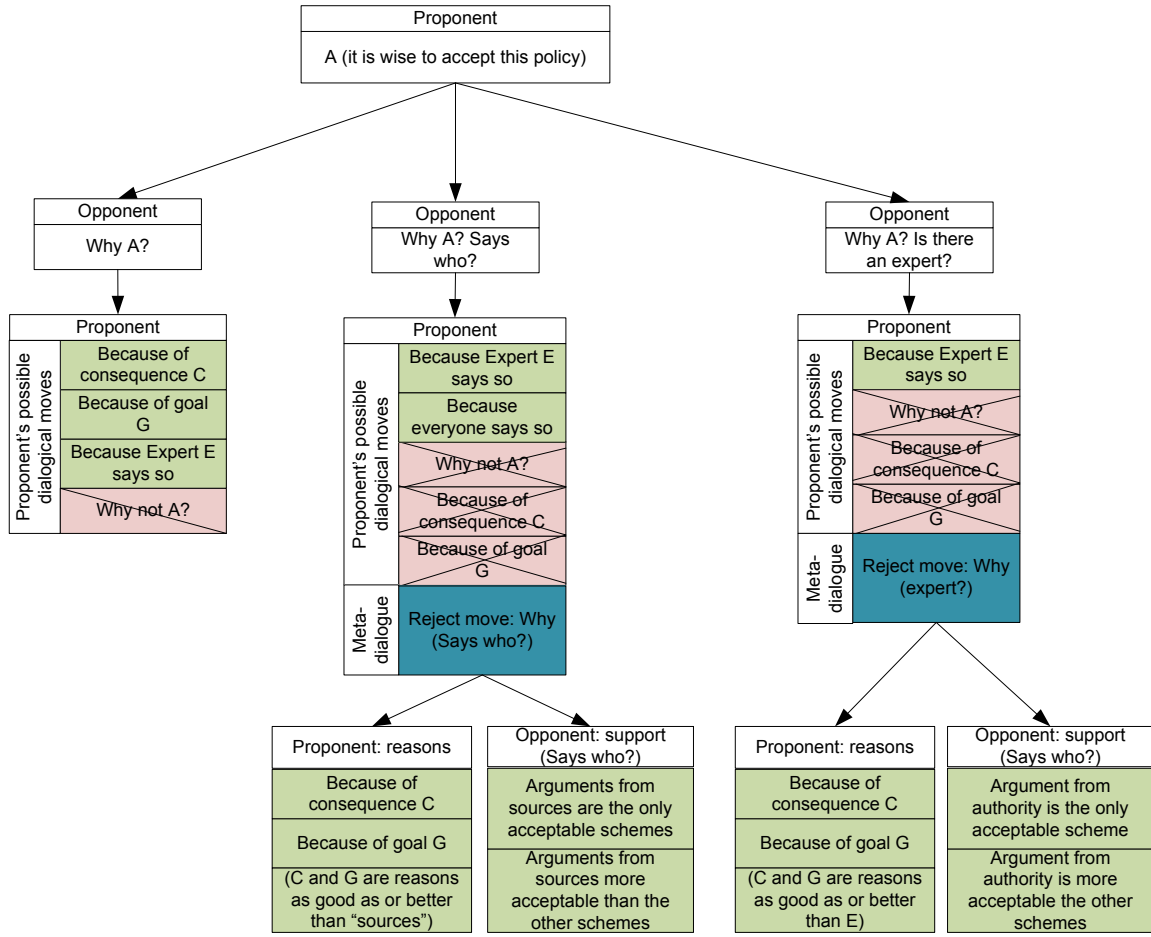 Proponent
A (it is wise to accept this policy)
Opponent
Why A?
Opponent
Why A? Says
who?
Opponent
Why A? Is there
an expert?
Proponent
Proponent's possible
dialogical moves
Because of
consequence C
Because of goal
G
Because Expert E
says so
Why not A?
Proponent
Proponent's possible
dialogical moves
Because Expert E
says so
Because
everyone says so
Why not A?
Because of
consequence C
Because of goal
G
Meta-
dialogue
Reject move: Why
(Says who?)
Proponent
Proponent's possible
dialogical moves
Because Expert E
says so
Why not A?
Because of
consequence C
Because of goal
G
Meta-
dialogue
Reject move: Why
(expert?)
Proponent: reasons
Because of
consequence C
Because of goal G
(C and G are reasons
as good as or better
than “sources”)
Opponent: support
(Says who?)
Arguments from
sources are the only
acceptable schemes
Arguments from
sources more
acceptable than the
other schemes
Proponent: reasons
Because of
consequence C
Because of goal G
(C and G are reasons
as good as or better
than E)
Opponent: support
(Says who?)
Argument from
authority is the only
acceptable scheme
Argument from
authority is more
acceptable the other
schemes